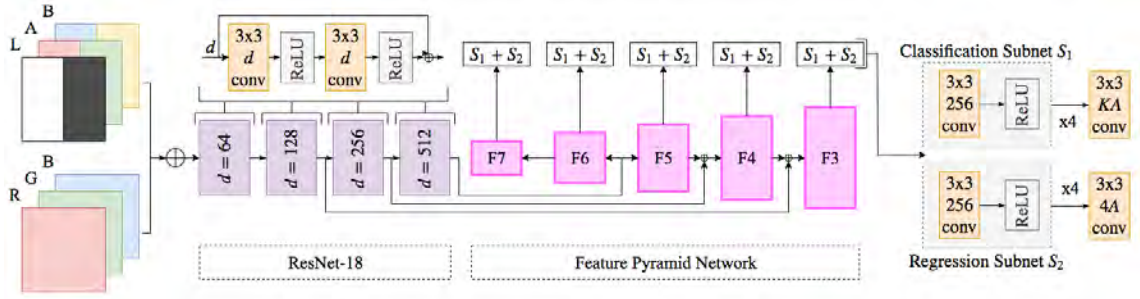 B
A
L
B
G
R
d
3x3
d
conv
ReLU
3x3
d
conv
ReLU
d = 64
d = 128
d = 256
d = 512
ResNet-18
S₁ + S₂
S₁ + S₂
S₁ + S₂
S₁ + S₂
S₁ + S₂
F7
F6
F5
F4
F3
Feature Pyramid Network
Classification Subnet S₁
3x3
256
conv
ReLU
x4
3x3
KA
conv
3x3
256
conv
ReLU
x4
3x3
4A
conv
Regression Subnet S₂